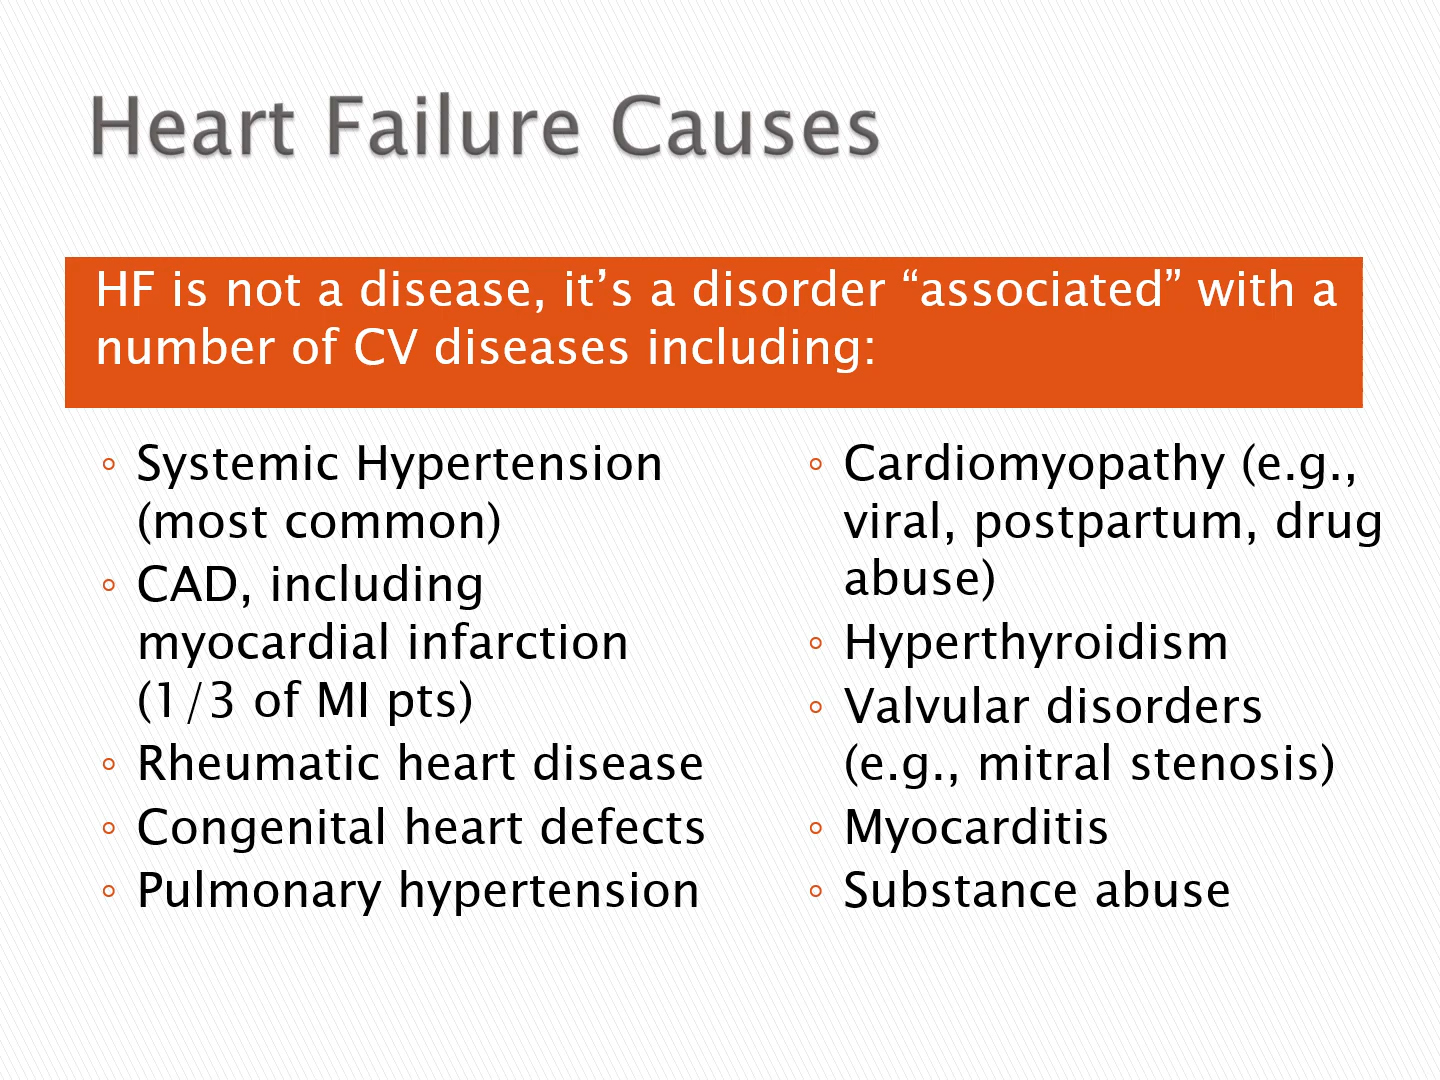 Heart Failure Causes
HF is not a disease, it’s a disorder “associated” with a
number of CV diseases including:
◦ Systemic Hypertension
(most common)
◦ CAD, including
myocardial infarction
(1/3 of MI pts)
◦ Rheumatic heart disease
◦ Congenital heart defects
◦ Pulmonary hypertension
◦ Cardiomyopathy (e.g.,
viral, postpartum, drug
abuse)
◦ Hyperthyroidism
◦ Valvular disorders
(e.g., mitral stenosis)
◦ Myocarditis
◦ Substance abuse